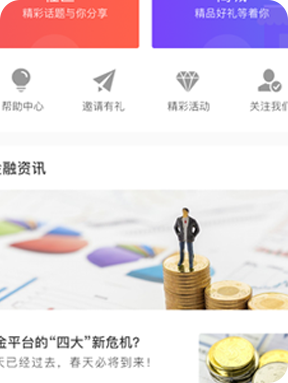 精彩话题与你分享
精品好礼等着你
帮助中心
邀请有礼
精彩活动
关注我们
金融资讯
金平台的“四大”新危机？
天已经过去，春天必将到来！